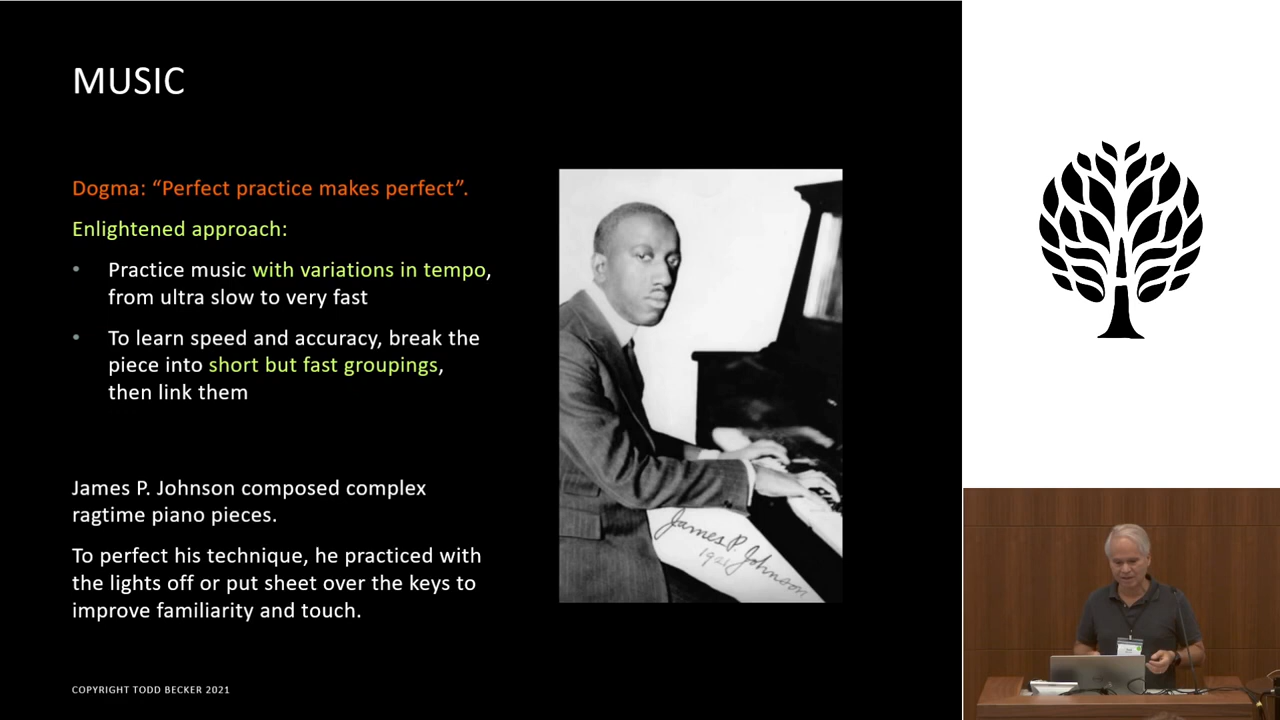 MUSIC
Dogma: “Perfect practice makes perfect”.
Enlightened approach:
• Practice music with variations in tempo,
from ultra slow to very fast
• To learn speed and accuracy, break the
piece into short but fast groupings,
then link them
James P. Johnson composed complex
ragtime piano pieces.
To perfect his technique, he practiced with
the lights off or put sheet over the keys to
improve familiarity and touch.
James P. Johnson
1921
COPYRIGHT TODD BECKER 2021